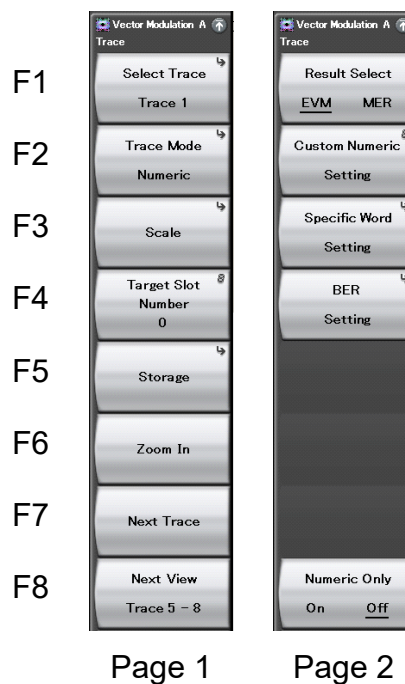 Vector Modulation A
Trace
F1
Select Trace
Trace 1
F2
Trace Mode
Numeric
F3
Scale
F4
Target Slot
Number
0
F5
Storage
F6
Zoom In
F7
Next Trace
F8
Next View
Trace 5 - 8
Page 1
Vector Modulation A
Trace
Result Select
EVM MER
Custom Numeric
Setting
Specific Word
Setting
BER
Setting
Numeric Only
On Off
Page 2